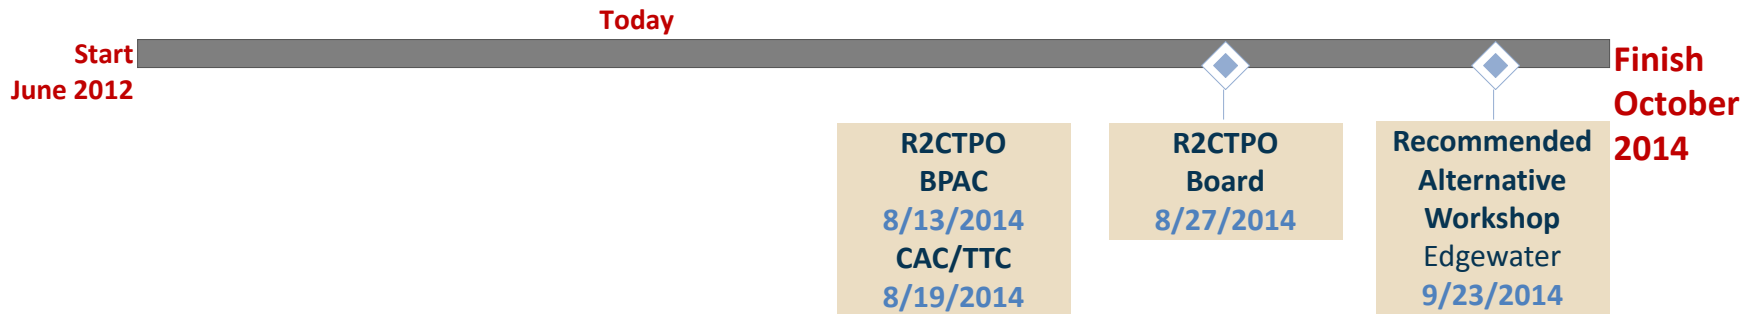 Today
Start
June 2012
Finish
October
2014
R2CTPO
BPAC
8/13/2014
CAC/TTC
8/19/2014
R2CTPO
Board
8/27/2014
Recommended
Alternative
Workshop
Edgewater
9/23/2014